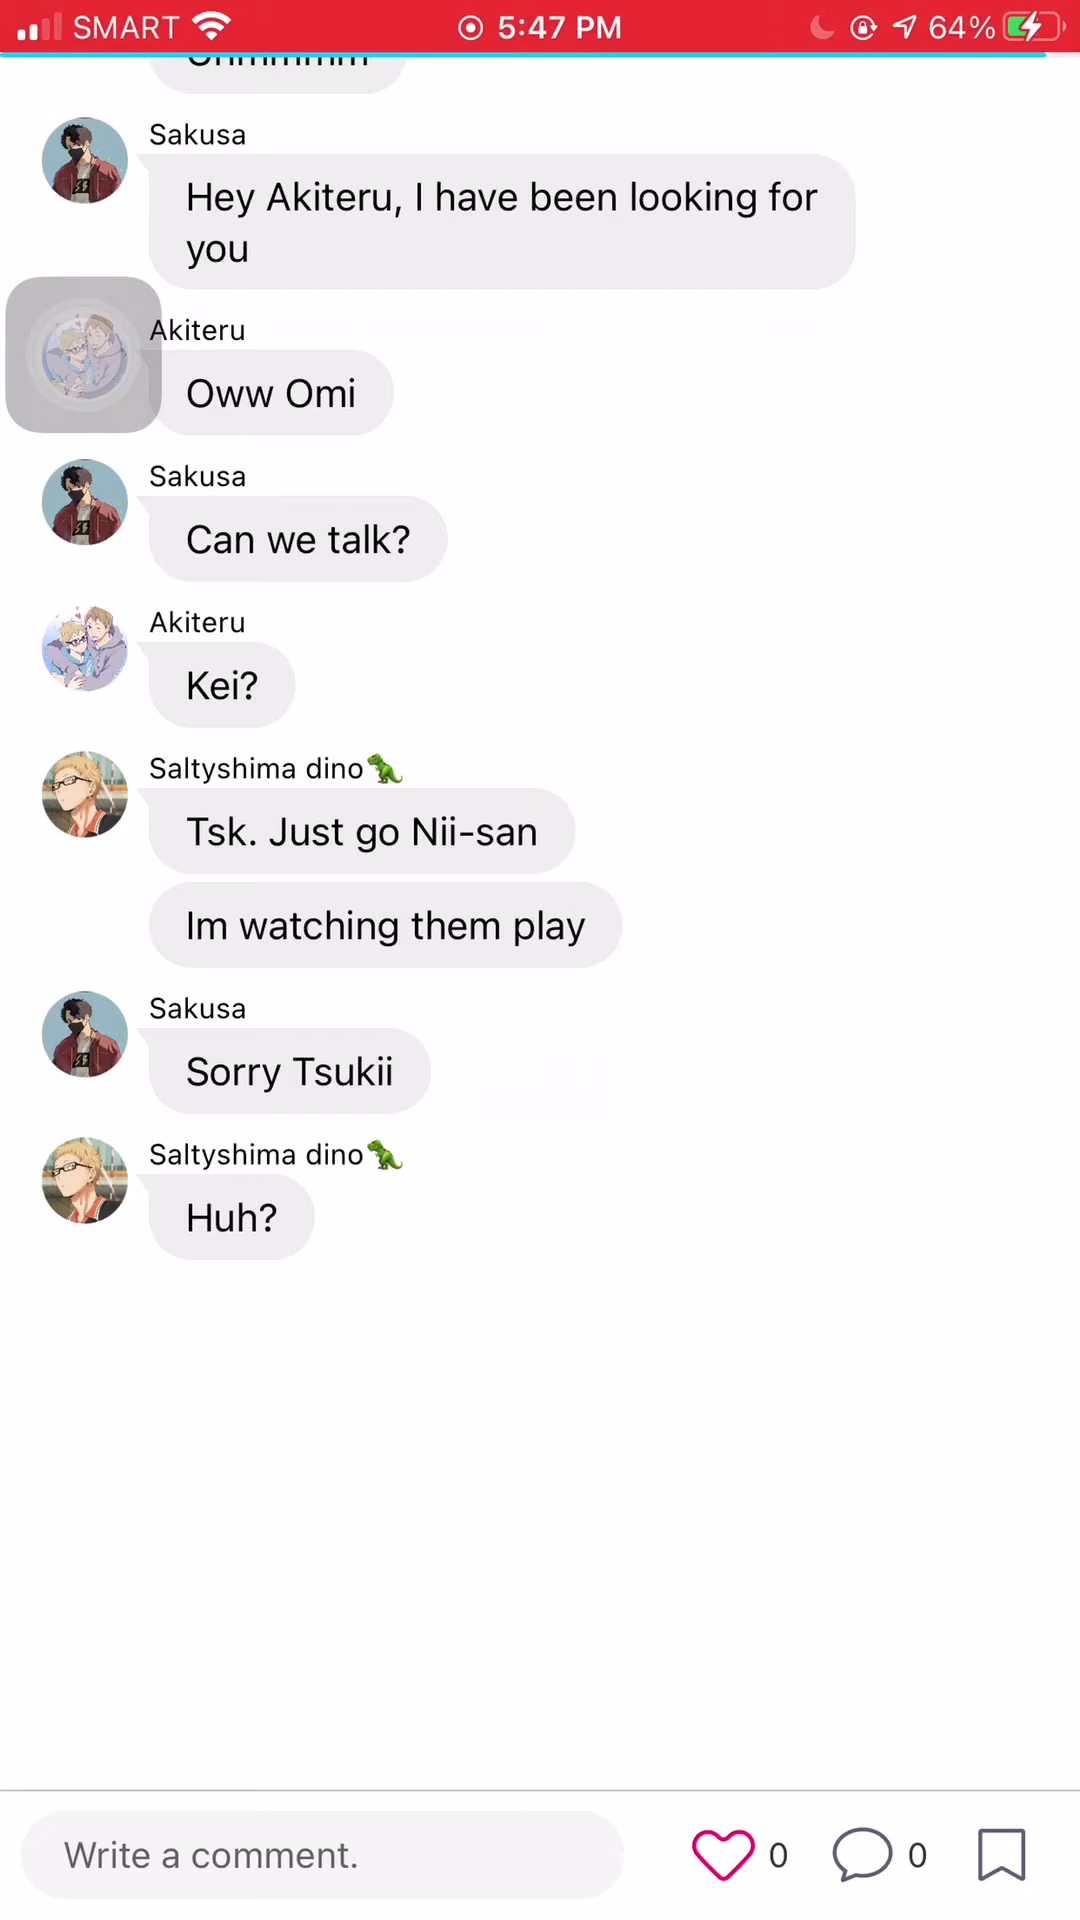 SMART 5:47 PM 64%
Sakusa
Hey Akiteru, I have been looking for
you
Akiteru
Oww Omi
Sakusa
Can we talk?
Akiteru
Kei?
Saltyshima dino🦖
Tsk. Just go Nii-san
Im watching them play
Sakusa
Sorry Tsukii
Saltyshima dino🦖
Huh?
Write a comment. 0 0